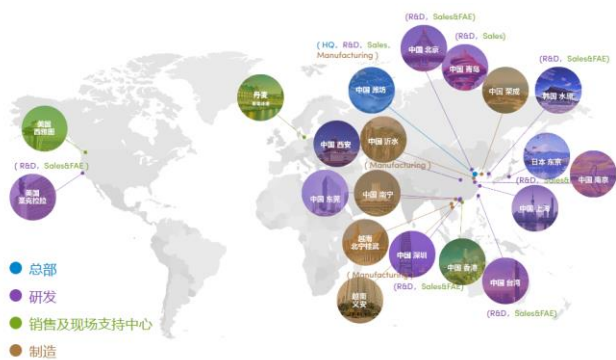 (R&D、Sales&FAE)
(R&D、Sales)
(HQ、R&D、Sales、
Manufacturing)
(R&D、Sales&FAE)
中国 北京
中国 青岛
中国 潍坊
中国 荣成
韩国 水原
丹麦
美国
西雅图
中国 西安
中国 沂水
日本 东京
(R&D、Sales&FAE)
(Manufacturing)
(R&D、Sales&FAE)
中国 南京
美国
圣克拉拉
中国 东莞
中国 南宁
中国 上海
越南
北宁桂武
中国 深圳
中国 香港
中国 台湾
(Manufacturing)
(R&D、Sales&FAE)
越南
义安
(R&D、Sales&FAE)
总部
研发
销售及现场支持中心
制造